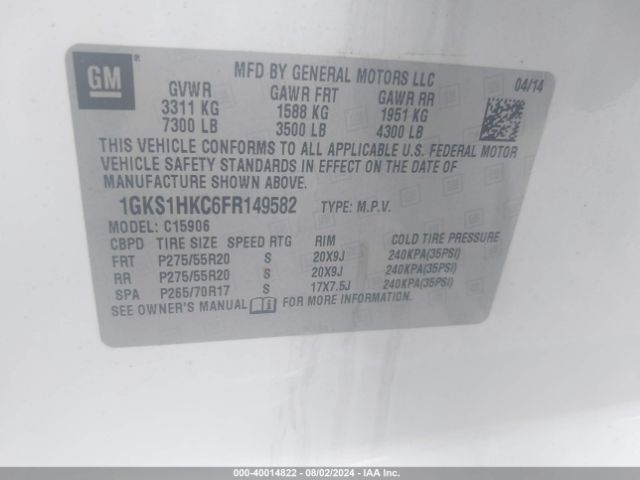 GM
®
MFD BY GENERAL MOTORS LLC
04/14
GVWR GAWR FRT GAWR RR
3311 KG 1588 KG 1951 KG
7300 LB 3500 LB 4300 LB
THIS VEHICLE CONFORMS TO ALL APPLICABLE U.S. FEDERAL MOTOR
VEHICLE SAFETY STANDARDS IN EFFECT ON THE DATE OF
MANUFACTURE SHOWN ABOVE.
1GKS1HKC6FR149582 TYPE: M.P.V.
MODEL: C15906
CBPD TIRE SIZE SPEED RTG RIM COLD TIRE PRESSURE
FRT P275/55R20 S 20X9J 240KPA(35PSI)
RR P275/55R20 S 20X9J 240KPA(35PSI)
SPA P265/70R17 S 17X7.5J 240KPA(35PSI)
SEE OWNER'S MANUAL FOR MORE INFORMATION.
000-40014822 - 08/02/2024 - IAA Inc.